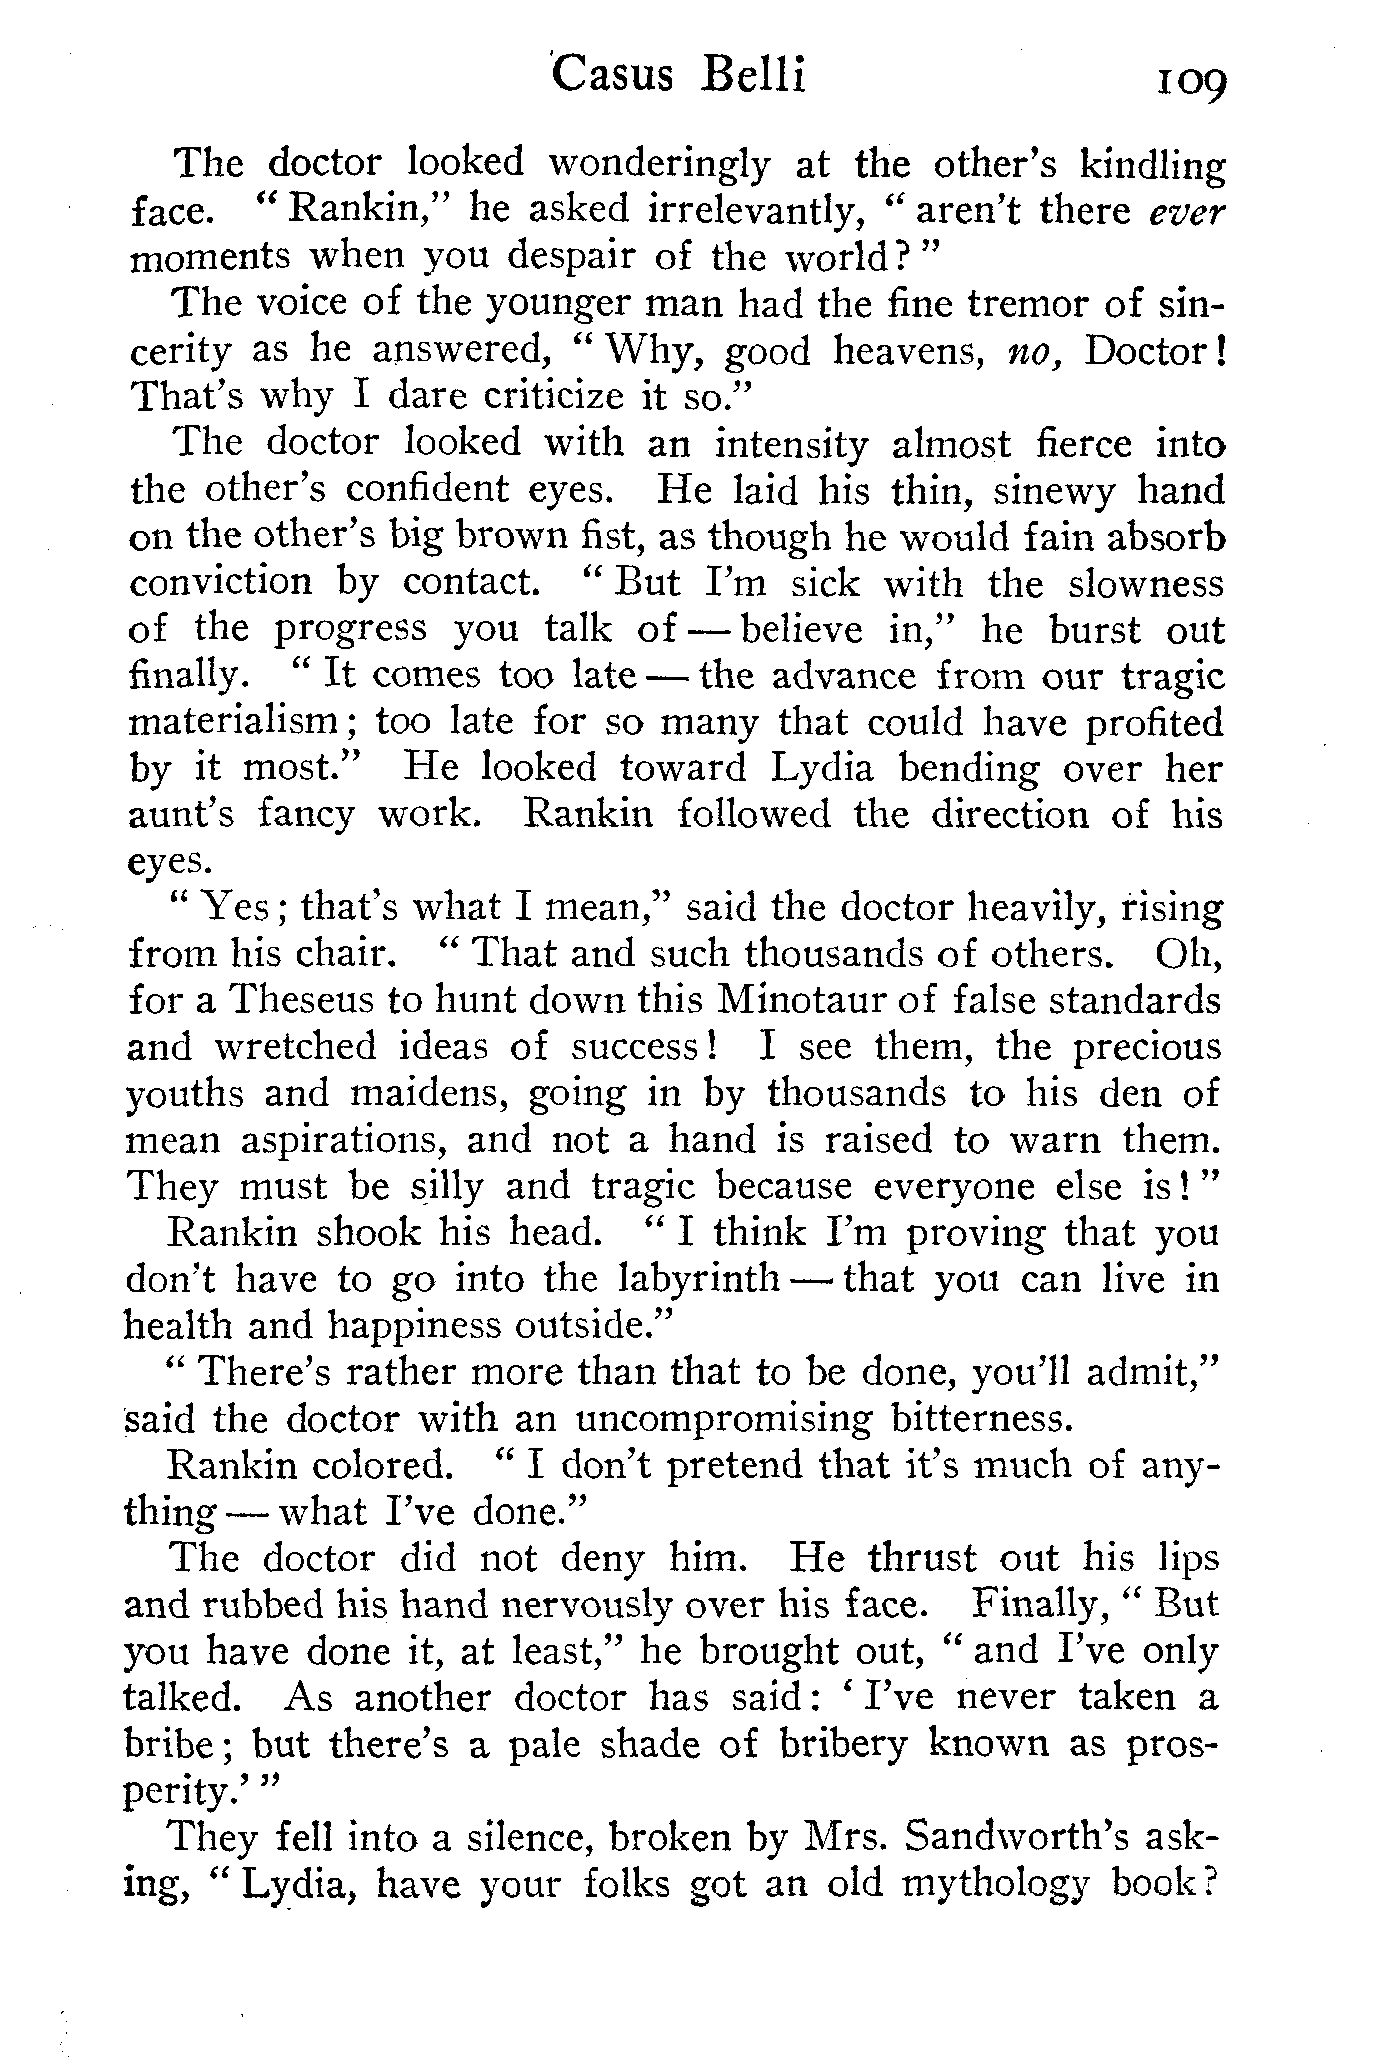 Casus Belli 109
The doctor looked wonderingly at the other's kindling
face. " Rankin," he asked irrelevantly, " aren't there ever
moments when you despair of the world? "
The voice of the younger man had the fine tremor of sin-
cerity as he answered, " Why, good heavens, no, Doctor!
That's why I dare criticize it so."
The doctor looked with an intensity almost fierce into
the other's confident eyes. He laid his thin, sinewy hand
on the other's big brown fist, as though he would fain absorb
conviction by contact. " But I'm sick with the slowness
of the progress you talk of — believe in," he burst out
finally. " It comes too late — the advance from our tragic
materialism; too late for so many that could have profited
by it most." He looked toward Lydia bending over her
aunt's fancy work. Rankin followed the direction of his
eyes.
" Yes; that's what I mean," said the doctor heavily, rising
from his chair. " That and such thousands of others. Oh,
for a Theseus to hunt down this Minotaur of false standards
and wretched ideas of success! I see them, the precious
youths and maidens, going in by thousands to his den of
mean aspirations, and not a hand is raised to warn them.
They must be silly and tragic because everyone else is! "
Rankin shook his head. " I think I'm proving that you
don't have to go into the labyrinth — that you can live in
health and happiness outside."
" There's rather more than that to be done, you'll admit,"
said the doctor with an uncompromising bitterness.
Rankin colored. " I don't pretend that it's much of any-
thing — what I've done."
The doctor did not deny him. He thrust out his lips
and rubbed his hand nervously over his face. Finally, " But
you have done it, at least," he brought out, " and I've only
talked. As another doctor has said: ' I've never taken a
bribe; but there's a pale shade of bribery known as pros-
perity.' "
They fell into a silence, broken by Mrs. Sandworth's ask-
ing, " Lydia, have your folks got an old mythology book?